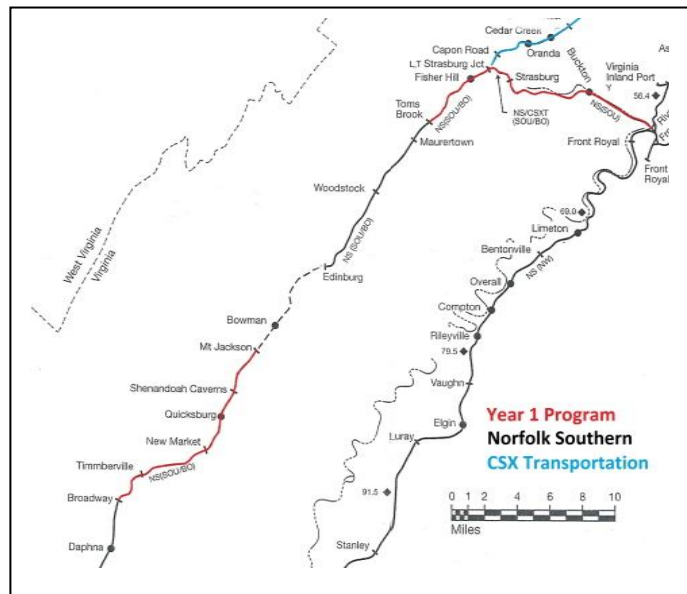 Cedar Creek
Oranda
Capon Road
L,T Strasburg Jct
Fisher Hill
Strasburg
Buckton
Virginia
Inland Port
Y
56.4
Toms
Brook
NS(SOU/BO)
NS/CSXT
(SOU/BO)
NS(SOU)
Maurertown
Front Royal
Front
Royal
Woodstock
NS (SOU/BO)
69.9
Limeton
West Virginia
Virginia
Bentonville
NS (NW)
Edinburg
Overall
Bowman
Compton
Mt Jackson
Rileyville
79.5
Shenandoah Caverns
Vaughn
Quicksburg
Elgin
Year 1 Program
Norfolk Southern
CSX Transportation
New Market
Luray
Timmberville
NS(SOU/BO)
Broadway
91.5
0 1 2 4 6 8 10
Miles
Daphna
Stanley